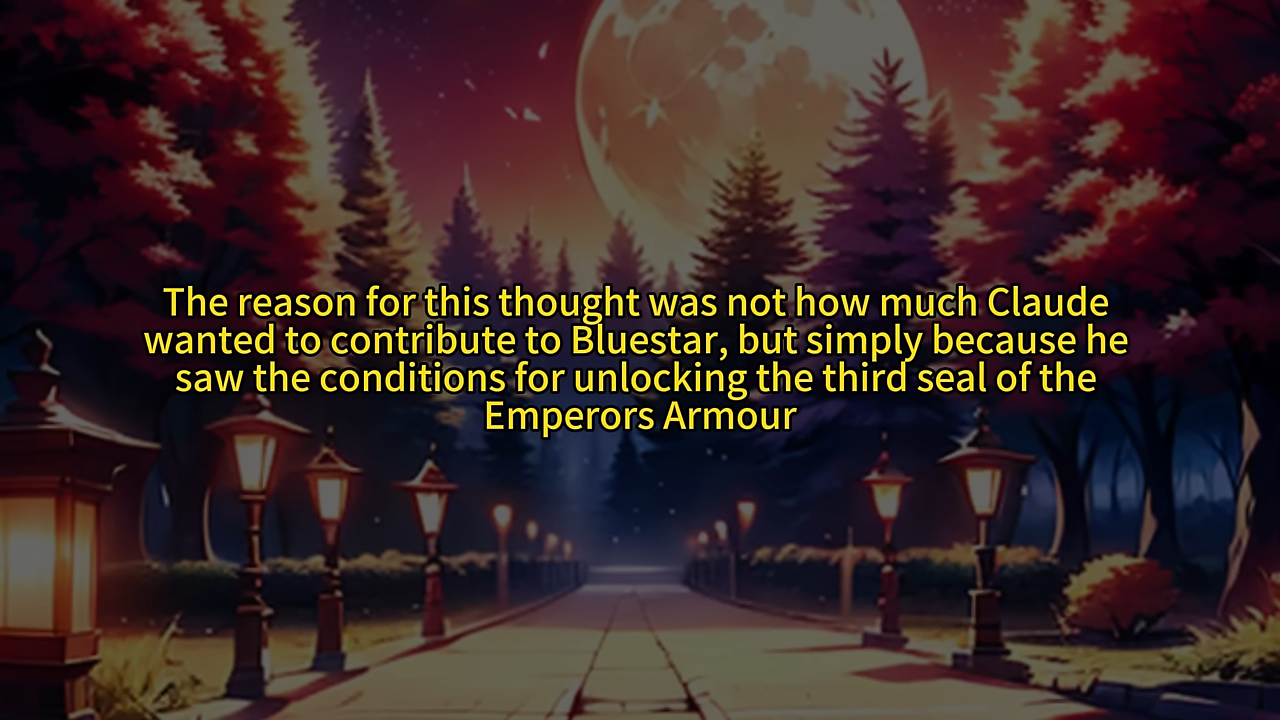 The reason for this thought was not how much Claude
wanted to contribute to Bluestar, but simply because he
saw the conditions for unlocking the third seal of the
Emperors Armour